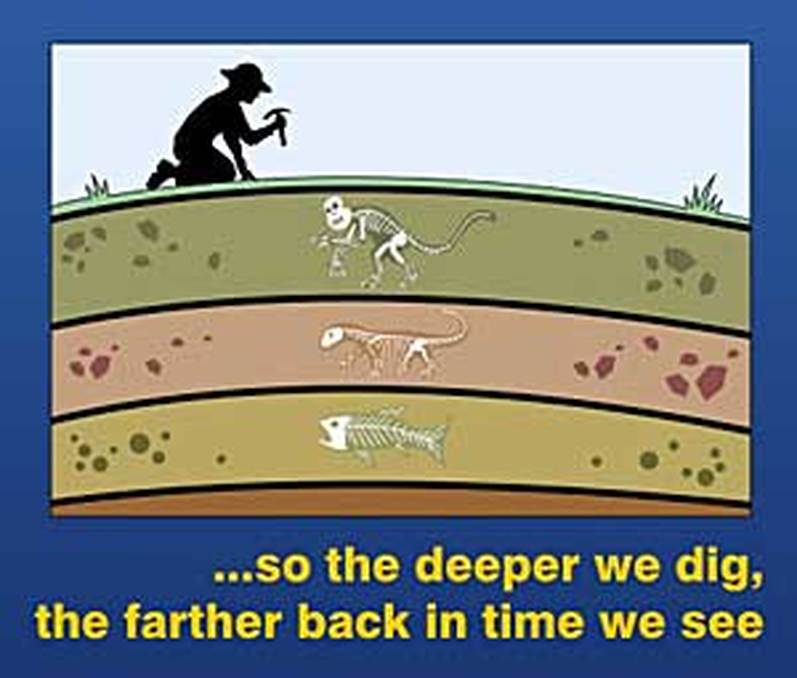 ...so the deeper we dig,
the farther back in time we see